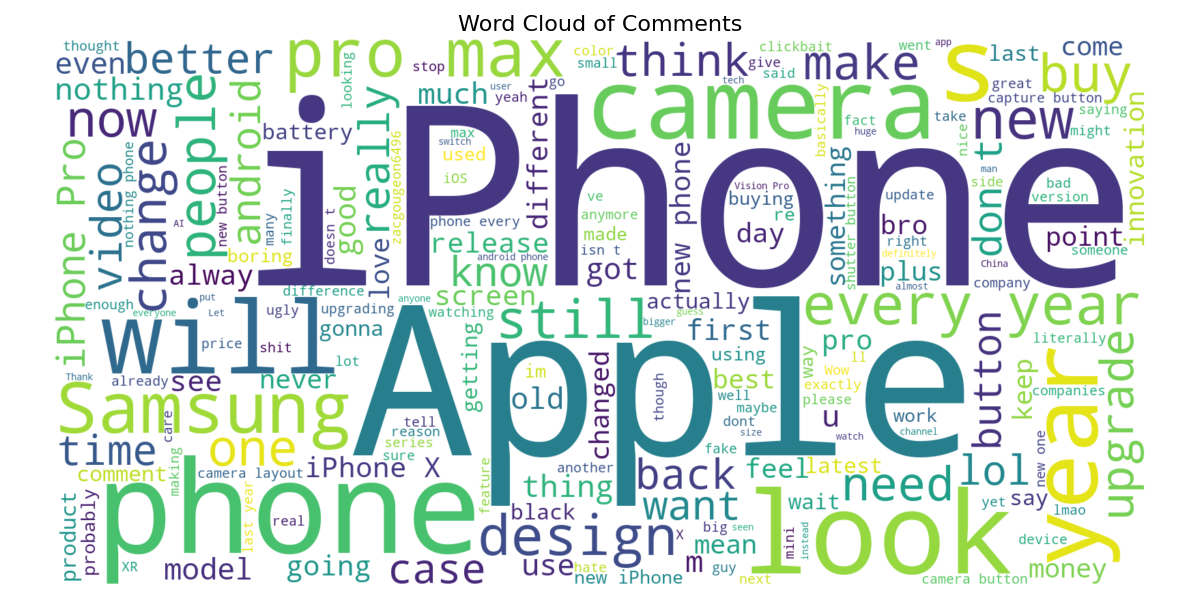 Word Cloud of Comments
thought
even
better
nothing
now
people
android
looking
pro max
stop
much
user
yeah
go
color
small
think
clickbait
give
said
tech
make
went
app
s
last
great
capture button
come
buy
saying
might
new
take
nice
fact
huge
basically
camera
different
battery
really
zacgougeon6496
max
switch
used
iOS
iPhone
iPhone Pro
video
nothing phone
change
AI
new button
boring
many
finally
doesn t
good
love
alway
phone every
release
android phone
know
ve
anymore
made
isn t
got
new phone
Vision Pro
buying
re
day
something
shutter button
update
bro
right
definitely
almost
plus
China
company
man
side
don t
bad
version
point
someone
innovation
enough
everyone
put
Let
will
difference
ugly
upgrading
price
shit
gonna
lot
anyone
screen
watching
still
actually
guess
bigger
first
every year
literally
Thank
already
see
never
Apple
getting
im
old
changed
though
using
best
well
maybe
dont
size
way
pro
ll
Wow
exactly
please
u
watch
work
channel
button
keep
companies
year
upgrade
Samsung
time
one
care
tell
reason
series
sure
comment
making
camera layout
iPhone X
feature
another
thing
fake
back
feel
latest
need
lol
new one
product
probably
phone
last year
real
XR
model
going
case
black
design
X
use
hate
new iPhone
want
m
big
seen
mean
guy
next
wait
mini
instead
look
yet
say
lmao
device
money
camera button